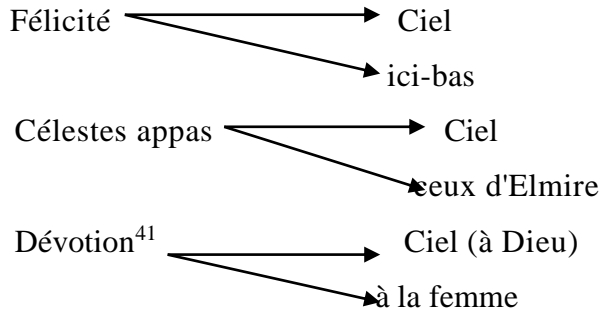 Félicité Ciel
ici-bas
Célestes appas Ciel
ceux d'Elmire
Dévotion41 Ciel (à Dieu)
à la femme